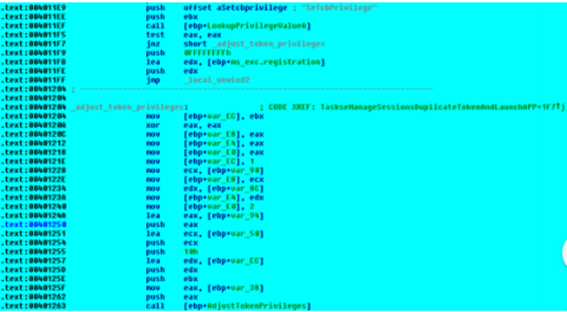 .text:004011E9 push offset aSetcbprivilege ; "SeTcbPrivilege"
.text:004011EE push ebx
.text:004011EF call [ebp+LookupPrivilegeValueA]
.text:004011F5 test eax, eax
.text:004011F7 jnz short _adjust_token_privileges
.text:004011F9 push 0FFFFFFFFh
.text:004011FB lea edx, [ebp+ms_exc.registration]
.text:004011FE push edx
.text:004011FF jmp _local_unwind2
.text:00401204 ;
.text:00401204
.text:00401204 _adjust_token_privileges: ; CODE XREF: TaskseManageSessionsDuplicateTokenAndLaunchAPP+1F7↑j
.text:00401204 mov [ebp+var_EC], ebx
.text:0040120A xor eax, eax
.text:0040120C mov [ebp+var_E8], eax
.text:00401212 mov [ebp+var_E4], eax
.text:00401218 mov [ebp+var_E0], eax
.text:0040121E mov [ebp+var_EC], 1
.text:00401228 mov ecx, [ebp+var_90]
.text:0040122E mov [ebp+var_E8], ecx
.text:00401234 mov edx, [ebp+var_8C]
.text:0040123A mov [ebp+var_E4], edx
.text:00401240 mov [ebp+var_E0], 2
.text:0040124A lea eax, [ebp+var_94]
.text:00401250 push eax
.text:00401251 lea ecx, [ebp+var_50]
.text:00401254 push ecx
.text:00401255 push 10h
.text:00401257 lea edx, [ebp+var_EC]
.text:0040125D push edx
.text:0040125E push ebx
.text:0040125F mov eax, [ebp+var_38]
.text:00401262 push eax
.text:00401263 call [ebp+AdjustTokenPrivileges]